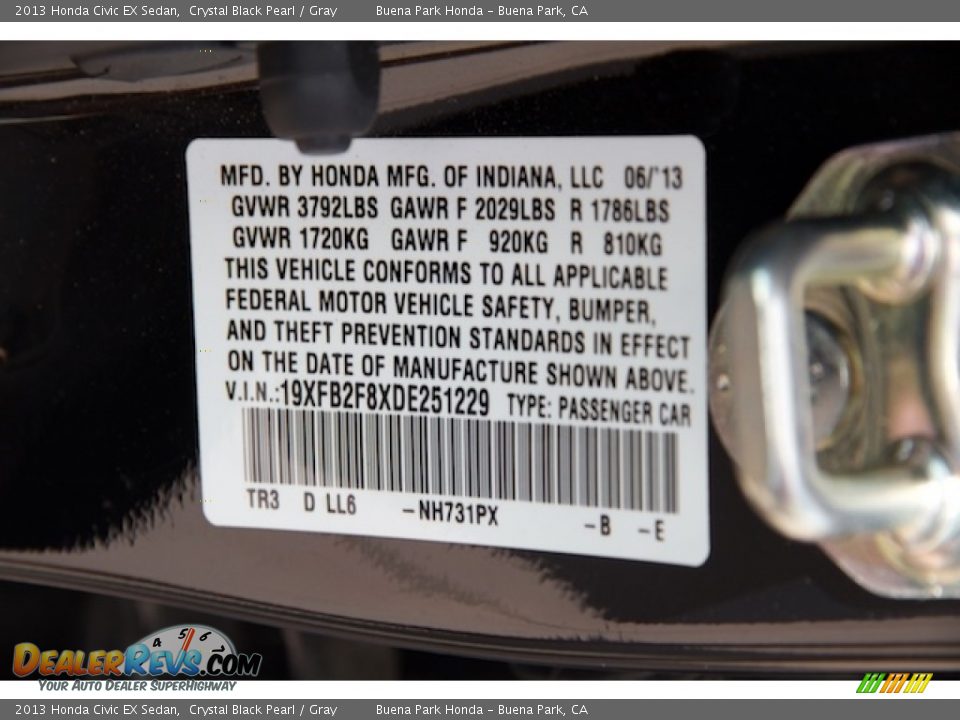 2013 Honda Civic EX Sedan,  Crystal Black Pearl / Gray        Buena Park Honda - Buena Park, CA
MFD. BY HONDA MFG. OF INDIANA, LLC 06/'13
GVWR 3792LBS GAWR F 2029LBS R 1786LBS
GVWR 1720KG GAWR F 920KG R 810KG
THIS VEHICLE CONFORMS TO ALL APPLICABLE
FEDERAL MOTOR VEHICLE SAFETY, BUMPER,
AND THEFT PREVENTION STANDARDS IN EFFECT
ON THE DATE OF MANUFACTURE SHOWN ABOVE.
V.I.N.:19XFB2F8XDE251229 TYPE: PASSENGER CAR
TR3 D LL6 -NH731PX -B -E
4 5 6
DEALERREVS.COM
YOUR AUTO DEALER SUPERHIGHWAY
2013 Honda Civic EX Sedan,  Crystal Black Pearl / Gray        Buena Park Honda - Buena Park, CA